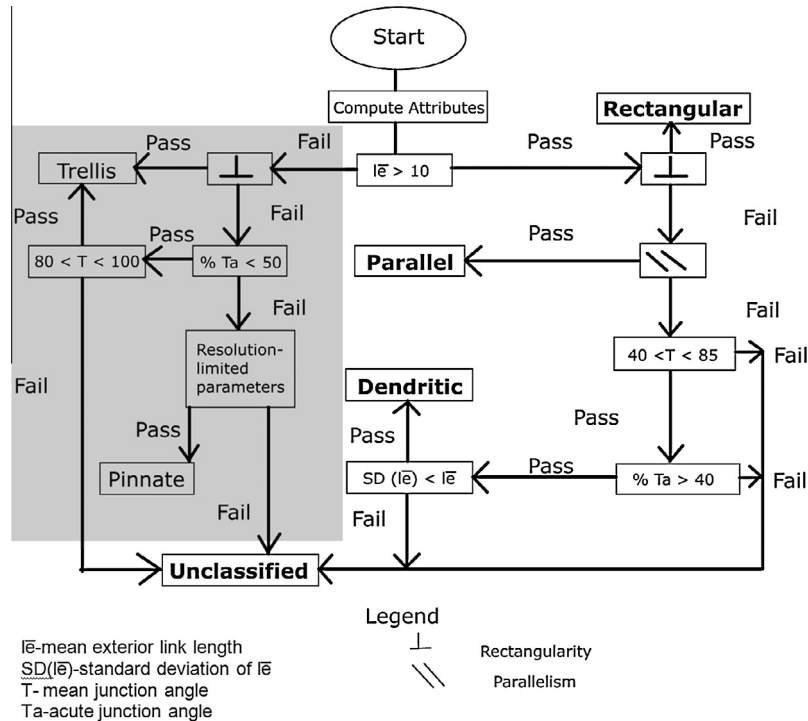 Start
Compute Attributes
Rectangular
Pass
Fail
Pass
Pass
Trellis
l̅e̅ > 10
Fail
Fail
Pass
Pass
Pass
80 < T < 100
% Ta < 50
Parallel
Fail
Fail
Resolution-
limited
parameters
40 <T < 85
Fail
Fail
Dendritic
Pass
Pass
Pass
Pass
Pinnate
SD (l̅e̅) < l̅e̅
% Ta > 40
Fail
Fail
Fail
Unclassified
Legend
Rectangularity
Parallelism
l̅e̅-mean exterior link length
SD(l̅e̅)-standard deviation of l̅e̅
T- mean junction angle
Ta-acute junction angle